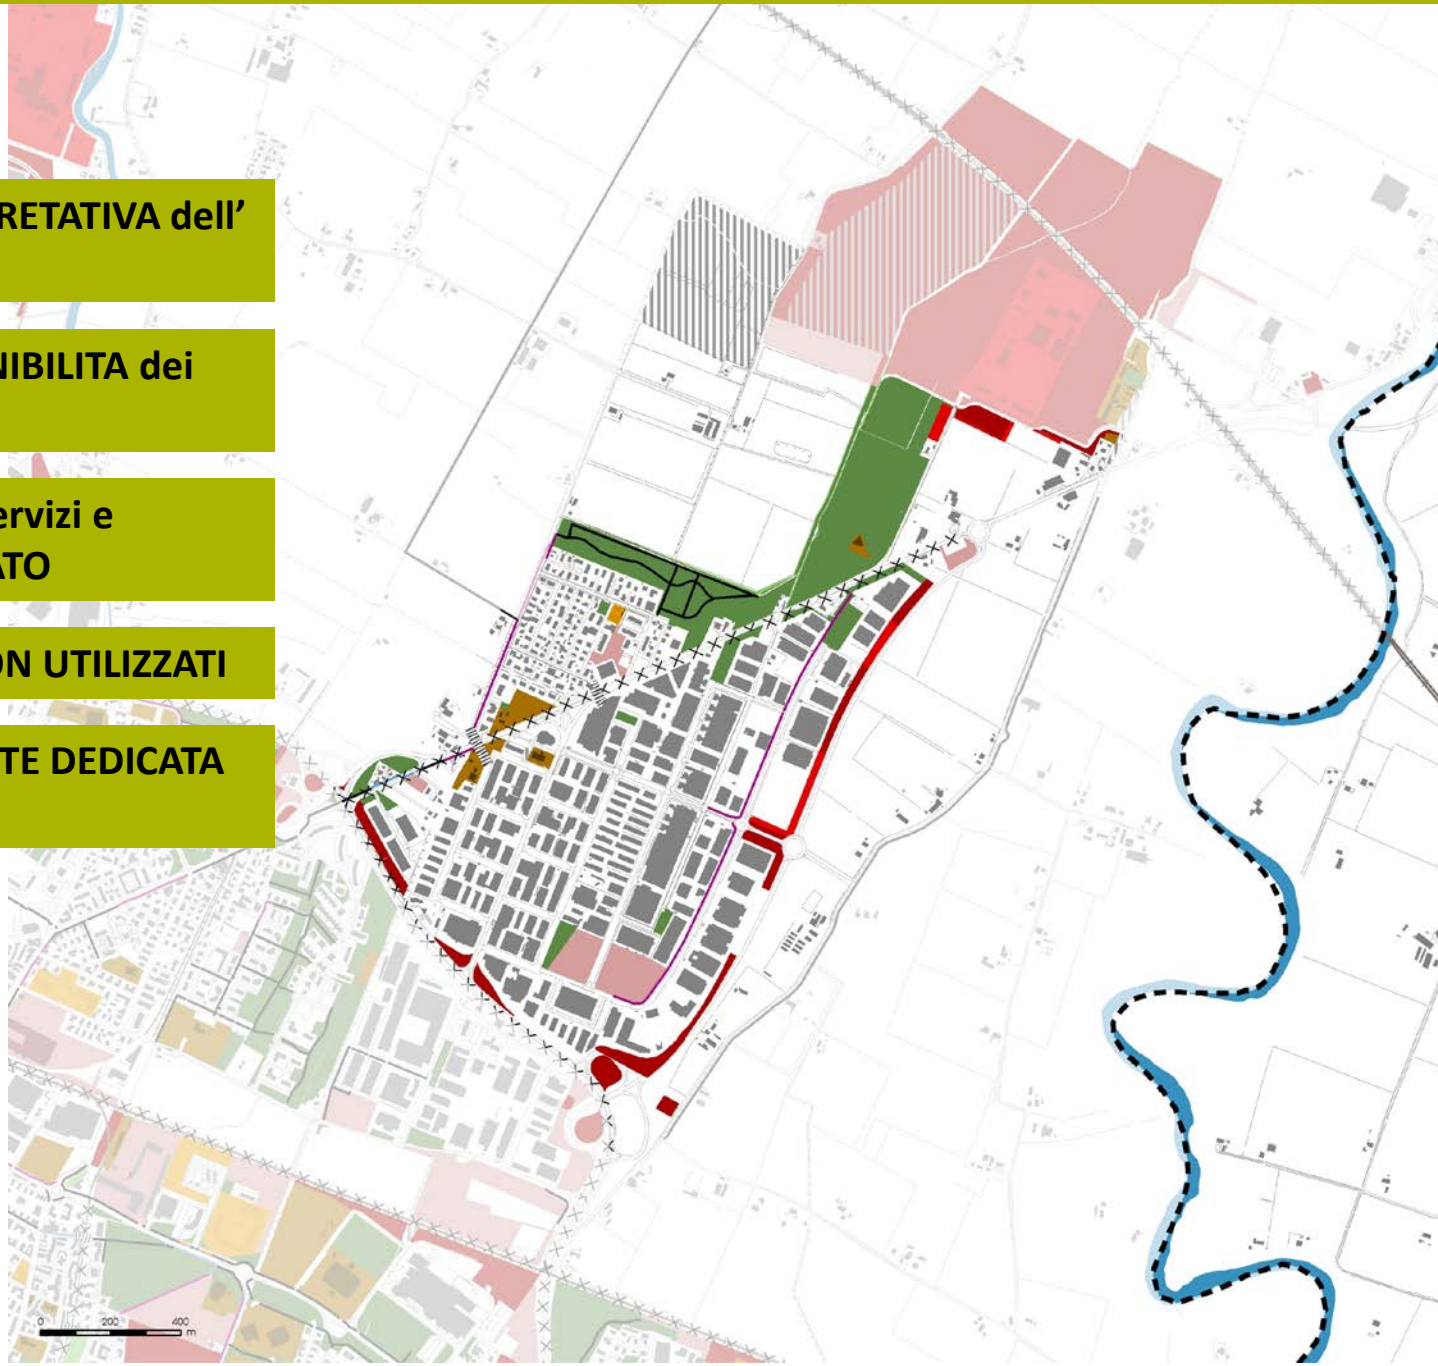 RETATIVA dell’
NIBILITA dei
ervizi e
ATO
ON UTILIZZATI
TE DEDICATA
0 200 400
m